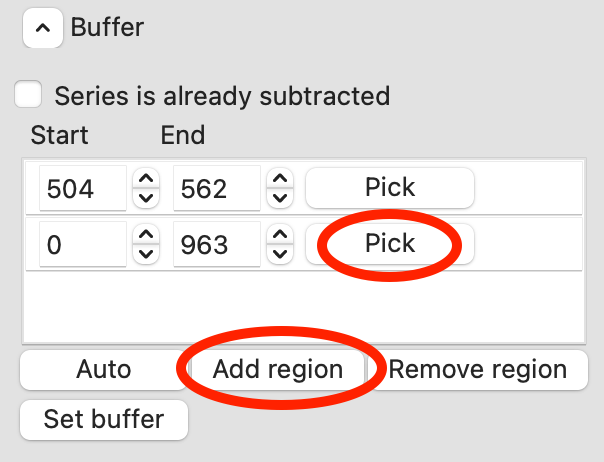 Buffer
Series is already subtracted
Start End
504 562 Pick
0 963 Pick
Auto Add region Remove region
Set buffer